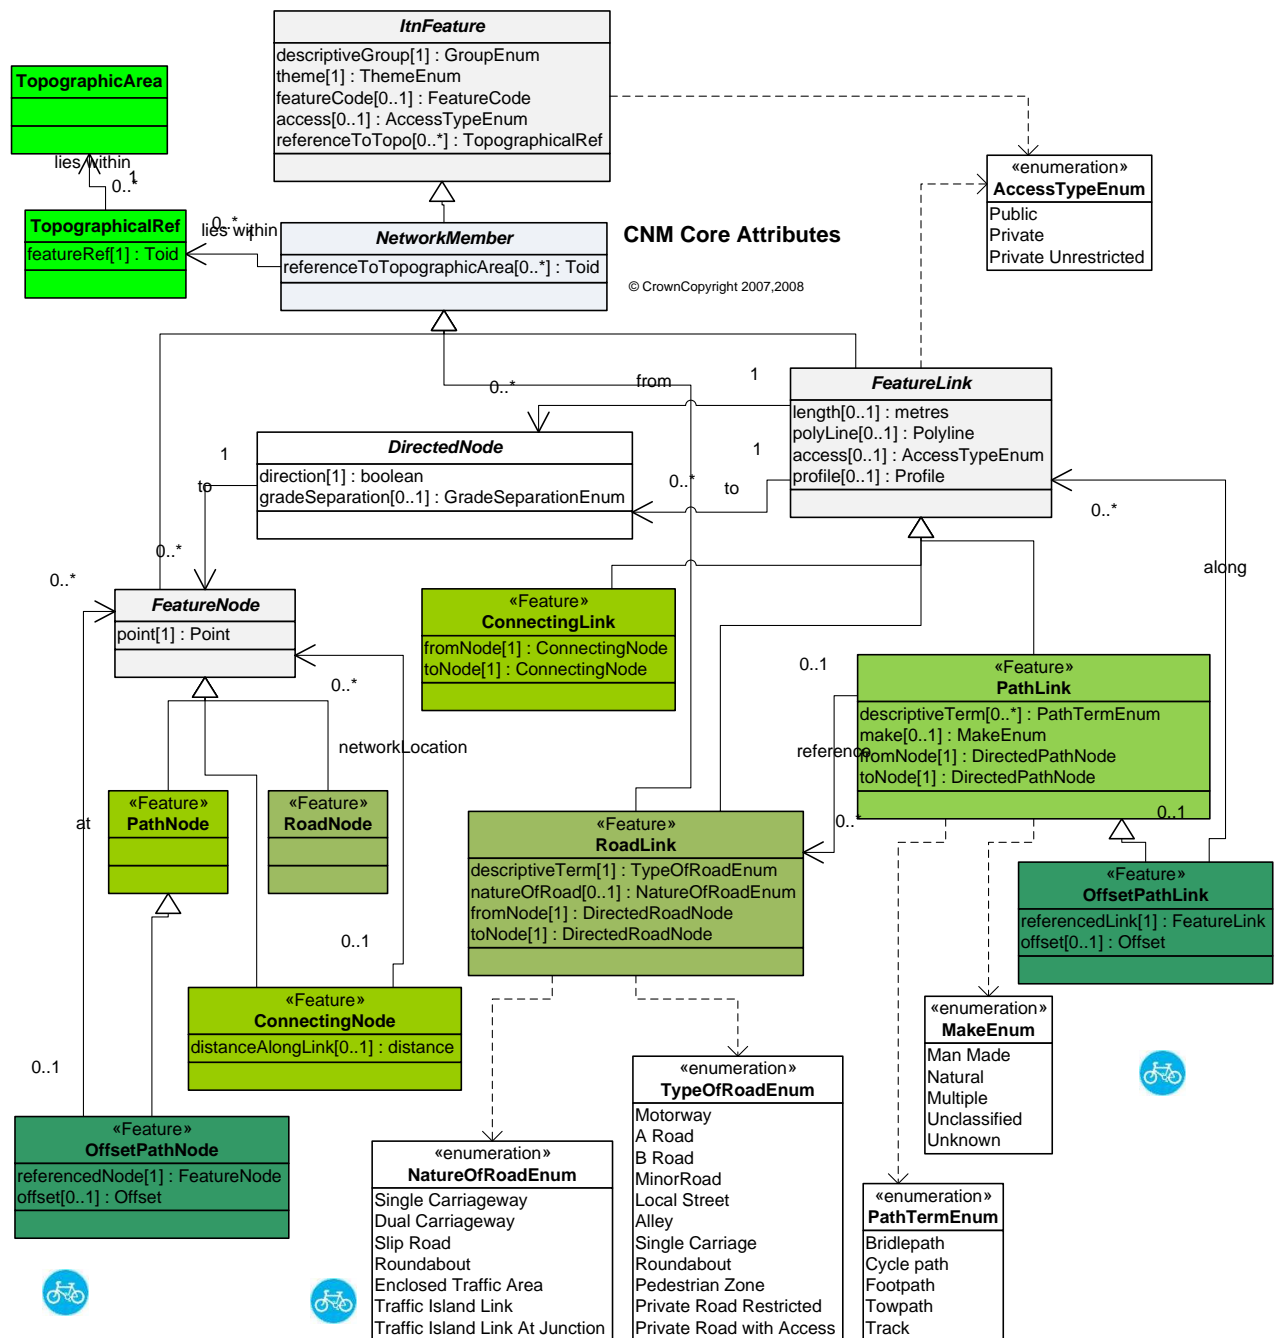 ItnFeature
descriptiveGroup[1] : GroupEnum
theme[1] : ThemeEnum
featureCode[0..1] : FeatureCode
access[0..1] : AccessTypeEnum
referenceToTopo[0..*] : TopographicalRef
TopographicArea
lies within
1
0..*
TopographicalRef
featureRef[1] : Toid
0..*
1
lies within
NetworkMember
referenceToTopographicArea[0..*] : Toid
CNM Core Attributes
© CrownCopyright 2007,2008
«enumeration»
AccessTypeEnum
Public
Private
Private Unrestricted
0..*
from
1
FeatureLink
length[0..1] : metres
polyLine[0..1] : Polyline
access[0..1] : AccessTypeEnum
profile[0..1] : Profile
DirectedNode
direction[1] : boolean
gradeSeparation[0..1] : GradeSeparationEnum
1
to
0..*
1
0..*
to
0..*
along
0..*
FeatureNode
point[1] : Point
0..*
networkLocation
«Feature»
ConnectingLink
fromNode[1] : ConnectingNode
toNode[1] : ConnectingNode
0..1
reference
0..*
«Feature»
PathLink
descriptiveTerm[0..*] : PathTermEnum
make[0..1] : MakeEnum
fromNode[1] : DirectedPathNode
toNode[1] : DirectedPathNode
0..1
at
«Feature»
PathNode
«Feature»
RoadNode
«Feature»
RoadLink
descriptiveTerm[1] : TypeOfRoadEnum
natureOfRoad[0..1] : NatureOfRoadEnum
fromNode[1] : DirectedRoadNode
toNode[1] : DirectedRoadNode
«Feature»
OffsetPathLink
referencedLink[1] : FeatureLink
offset[0..1] : Offset
0..1
«Feature»
ConnectingNode
distanceAlongLink[0..1] : distance
0..1
«Feature»
OffsetPathNode
referencedNode[1] : FeatureNode
offset[0..1] : Offset
«enumeration»
NatureOfRoadEnum
Single Carriageway
Dual Carriageway
Slip Road
Roundabout
Enclosed Traffic Area
Traffic Island Link
Traffic Island Link At Junction
«enumeration»
TypeOfRoadEnum
Motorway
A Road
B Road
MinorRoad
Local Street
Alley
Single Carriage
Roundabout
Pedestrian Zone
Private Road Restricted
Private Road with Access
«enumeration»
MakeEnum
Man Made
Natural
Multiple
Unclassified
Unknown
«enumeration»
PathTermEnum
Bridlepath
Cycle path
Footpath
Towpath
Track